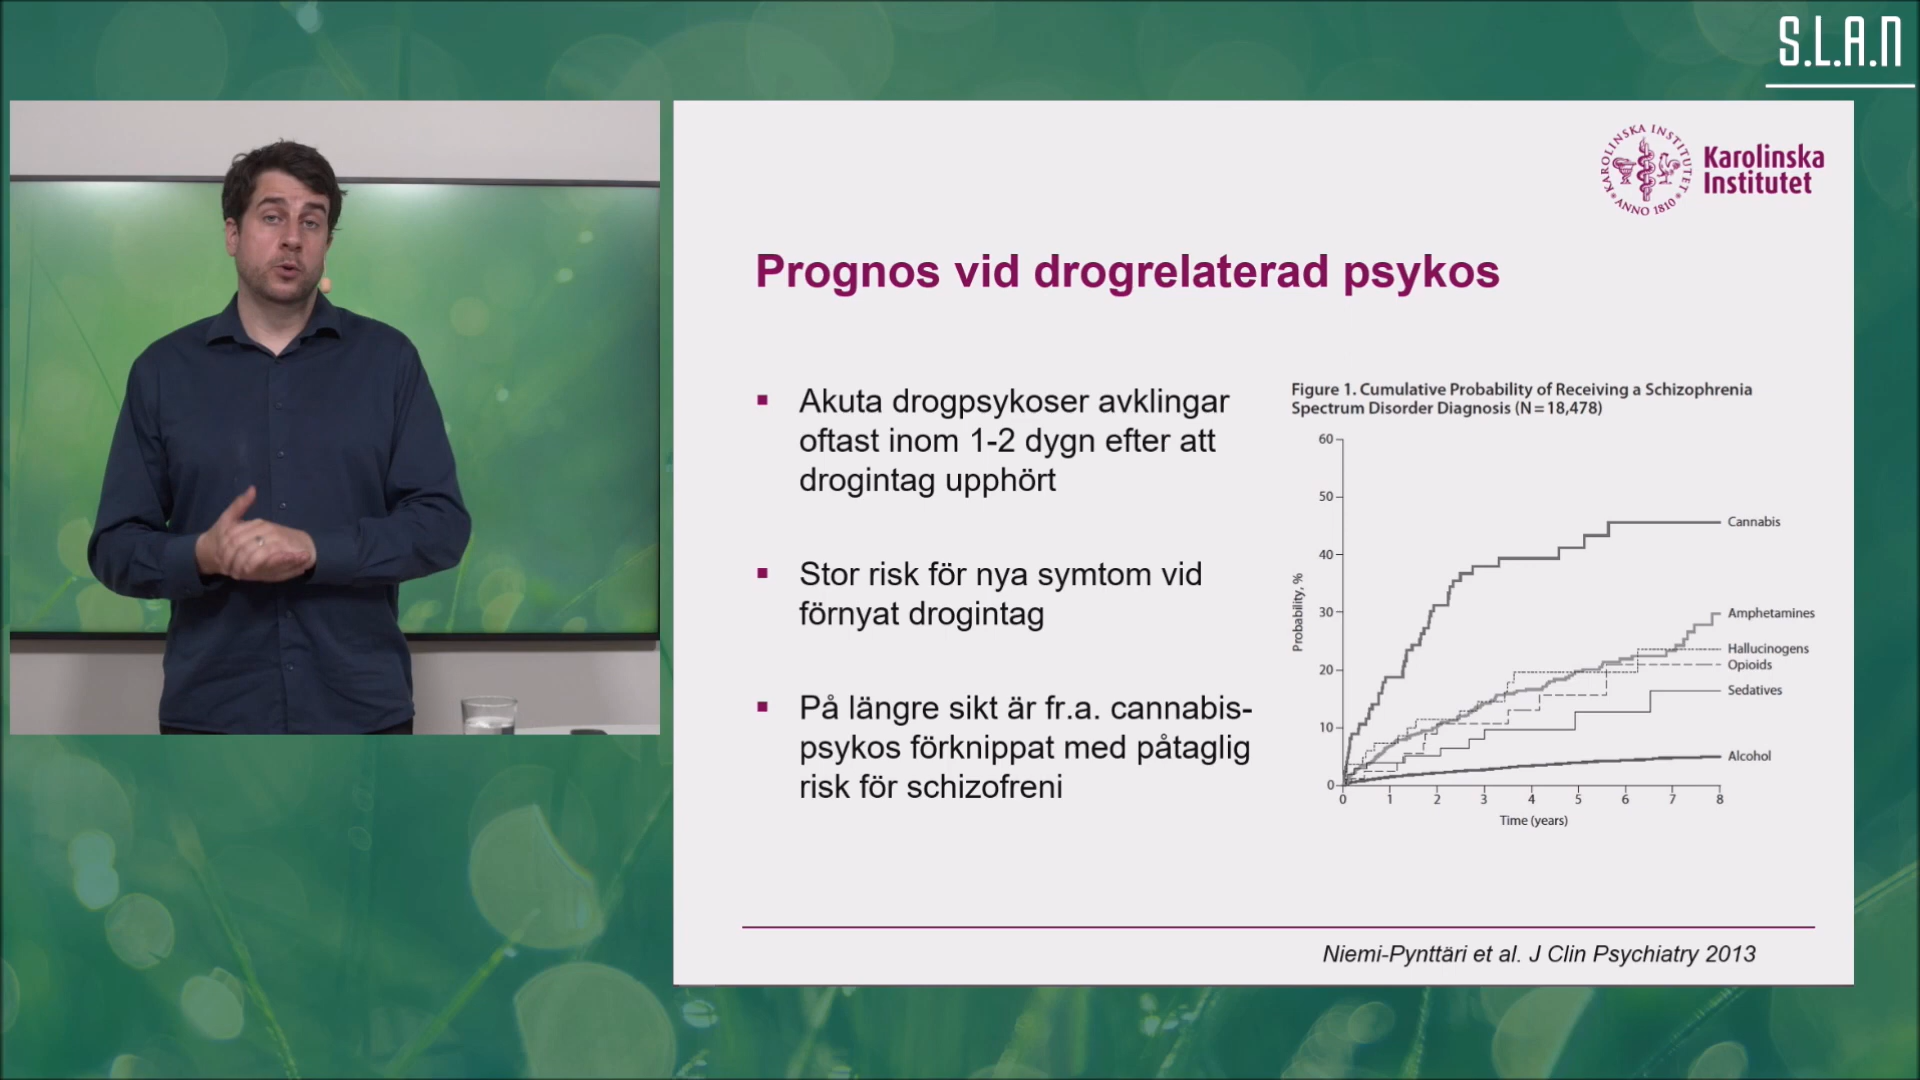 S.L.A.N
KAROLINSKA INSTITUTET
ANNO 1810
Karolinska
Institutet
Prognos vid drogrelaterad psykos
▪ Akuta drogpsykoser avklingar
oftast inom 1-2 dygn efter att
drogintag upphört
▪ Stor risk för nya symtom vid
förnyat drogintag
▪ På längre sikt är fr.a. cannabis-
psykos förknippat med påtaglig
risk för schizofreni
Figure 1. Cumulative Probability of Receiving a Schizophrenia
Spectrum Disorder Diagnosis (N = 18,478)
60
50
40
30
20
10
0
Probability, %
Cannabis
Amphetamines
Hallucinogens
Opioids
Sedatives
Alcohol
0 1 2 3 4 5 6 7 8
Time (years)
Niemi-Pynttäri et al. J Clin Psychiatry 2013